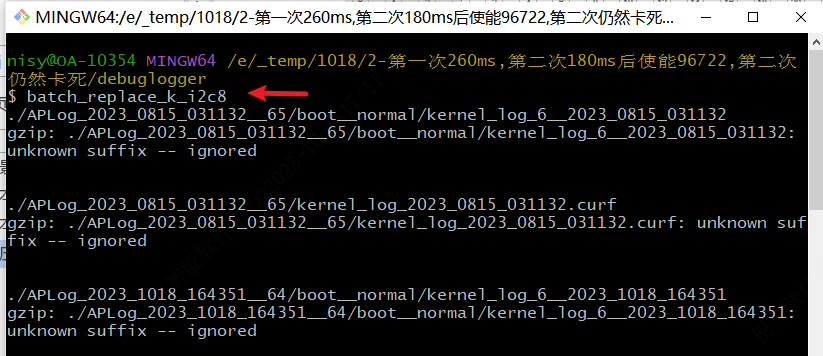 MINGW64:/e/_temp/1018/2-第一次260ms,第二次180ms后使能96722,第二次仍然卡死...
nisy@OA-10354 MINGW64 /e/_temp/1018/2-第一次260ms,第二次180ms后使能96722,第二次
仍然卡死/debuglogger
$ batch_replace_k_i2c8
./APLog_2023_0815_031132__65/boot__normal/kernel_log_6__2023_0815_031132
gzip: ./APLog_2023_0815_031132__65/boot__normal/kernel_log_6__2023_0815_031132:
unknown suffix -- ignored
./APLog_2023_0815_031132__65/kernel_log_2023_0815_031132.curf
gzip: ./APLog_2023_0815_031132__65/kernel_log_2023_0815_031132.curf: unknown suf
fix -- ignored
./APLog_2023_1018_164351__64/boot__normal/kernel_log_6__2023_1018_164351
gzip: ./APLog_2023_1018_164351__64/boot__normal/kernel_log_6__2023_1018_164351:
unknown suffix -- ignored